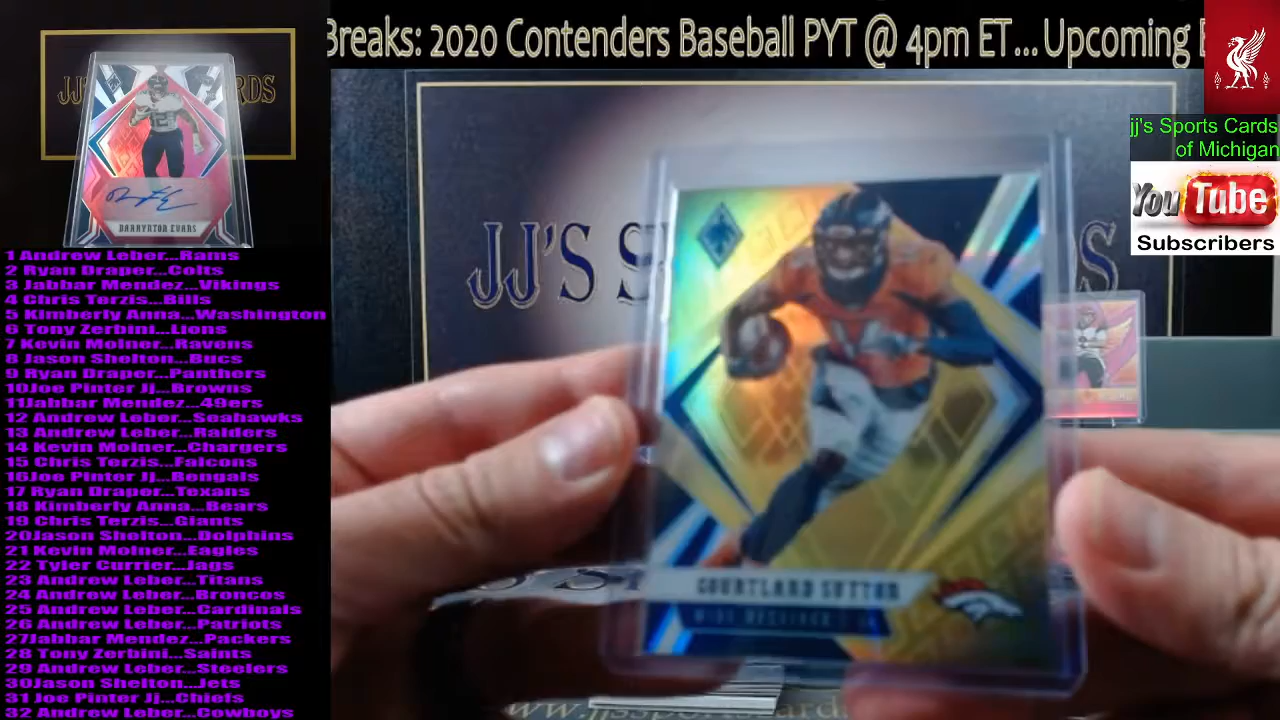 Breaks: 2020 Contenders Baseball PYT @ 4pm ET... Upcoming
JJ'S
RDS
DARRYNTON EVANS
jj's Sports Cards
of Michigan
YouTube
Subscribers
1 Andrew Leber...Rams
2 Ryan Draper...Colts
3 Jabbar Mendez...Vikings
4 Chris Terzis...Bills
5 Kimberly Anna...Washington
6 Tony Zerbini...Lions
7 Kevin Molner...Ravens
8 Jason Shelton...Bucs
9 Ryan Draper...Panthers
10Joe Pinter Jj...Browns
11Jabbar Mendez...49ers
12 Andrew Leber...Seahawks
13 Andrew Leber...Raiders
14 Kevin Molner...Chargers
15 Chris Terzis...Falcons
16Joe Pinter Jj...Bengals
17 Ryan Draper...Texans
18 Kimberly Anna...Bears
19 Chris Terzis...Giants
20Jason Shelton...Dolphins
21 Kevin Molner...Eagles
22 Tyler Currier...Jags
23 Andrew Leber...Titans
24 Andrew Leber...Broncos
25 Andrew Leber...Cardinals
26 Andrew Leber...Patriots
27Jabbar Mendez...Packers
28 Tony Zerbini...Saints
29 Andrew Leber...Steelers
30Jason Shelton...Jets
31 Joe Pinter Jj...Chiefs
32 Andrew Leber...Cowboys
JJ'S S
S
COURTLAND SUTTON
WIDE RECEIVER